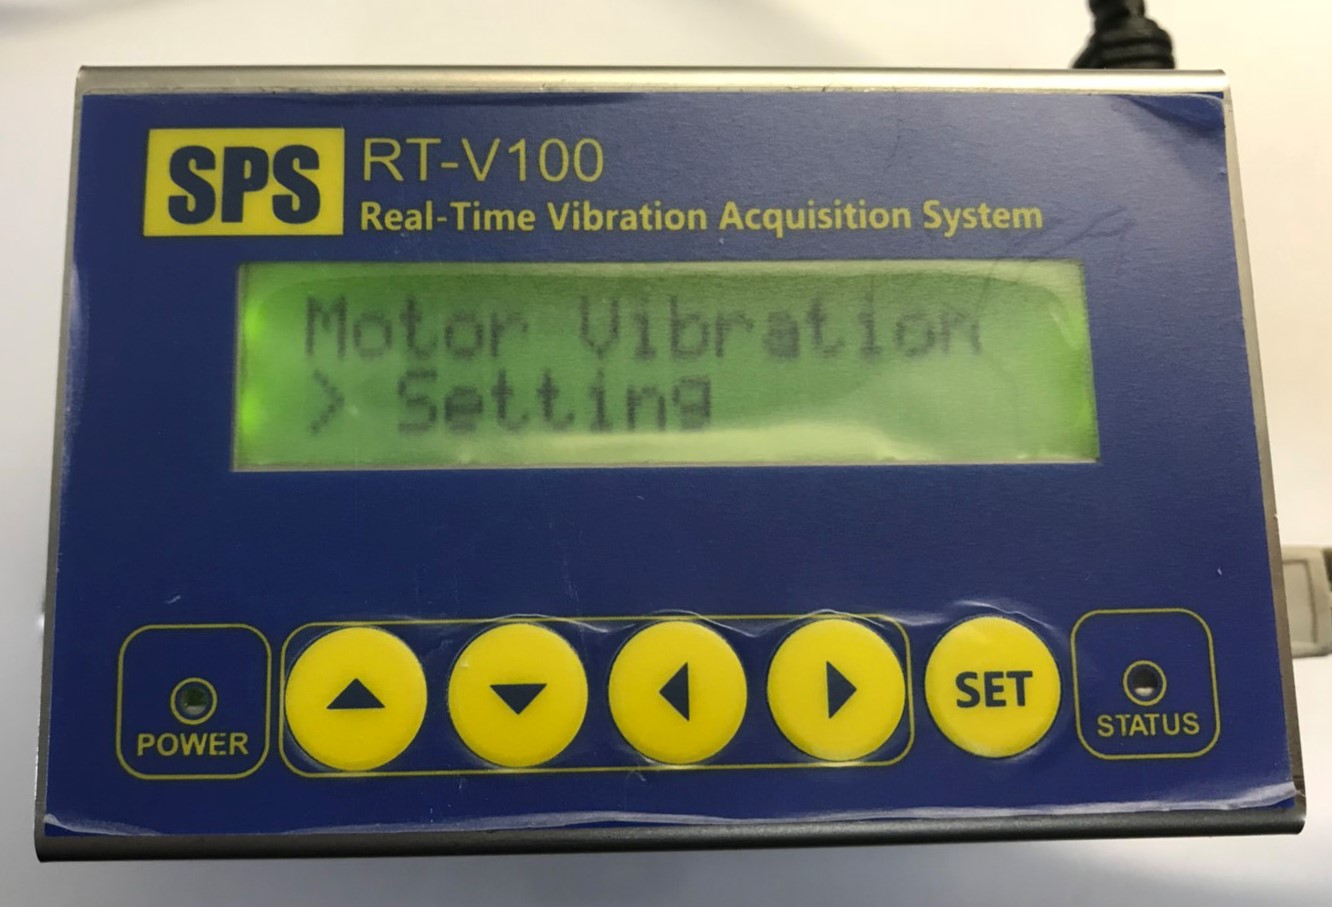 SPS
RT-V100
Real-Time Vibration Acquisition System
Motor Vibration
> Setting
POWER
SET
STATUS